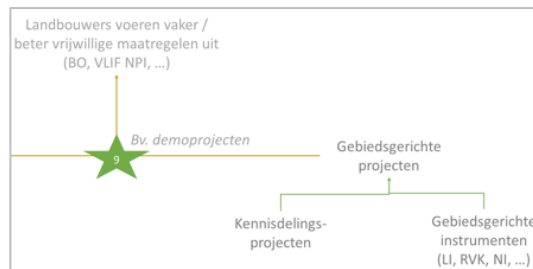 Landbouwers voeren vaker /
beter vrijwillige maatregelen uit
(BO, VLIF NPI, ...)
Bv. demoprojecten
9
Gebiedsgerichte
projecten
Kennisdelings-
projecten
Gebiedsgerichte
instrumenten
(LI, RVK, NI, ...)